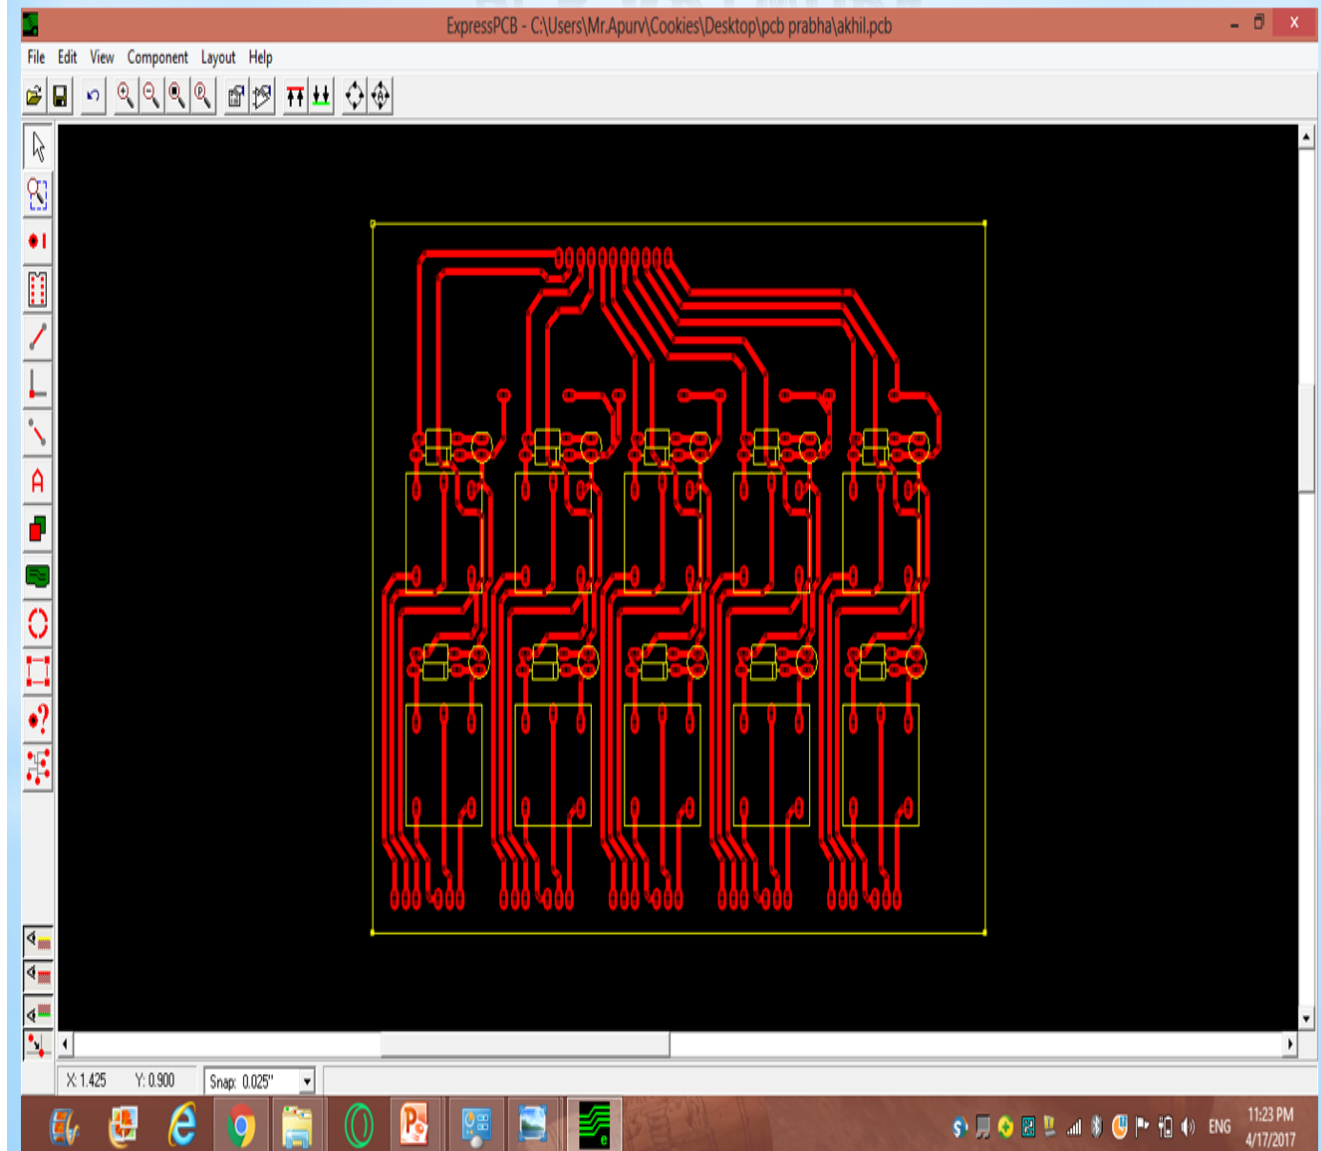 ExpressPCB - C:\Users\Mr.Apurv\Cookies\Desktop\pcb prabha\akhil.pcb
File Edit View Component Layout Help
X: 1.425 Y: 0.900 Snap: 0.025"
ENG 11:23 PM
4/17/2017